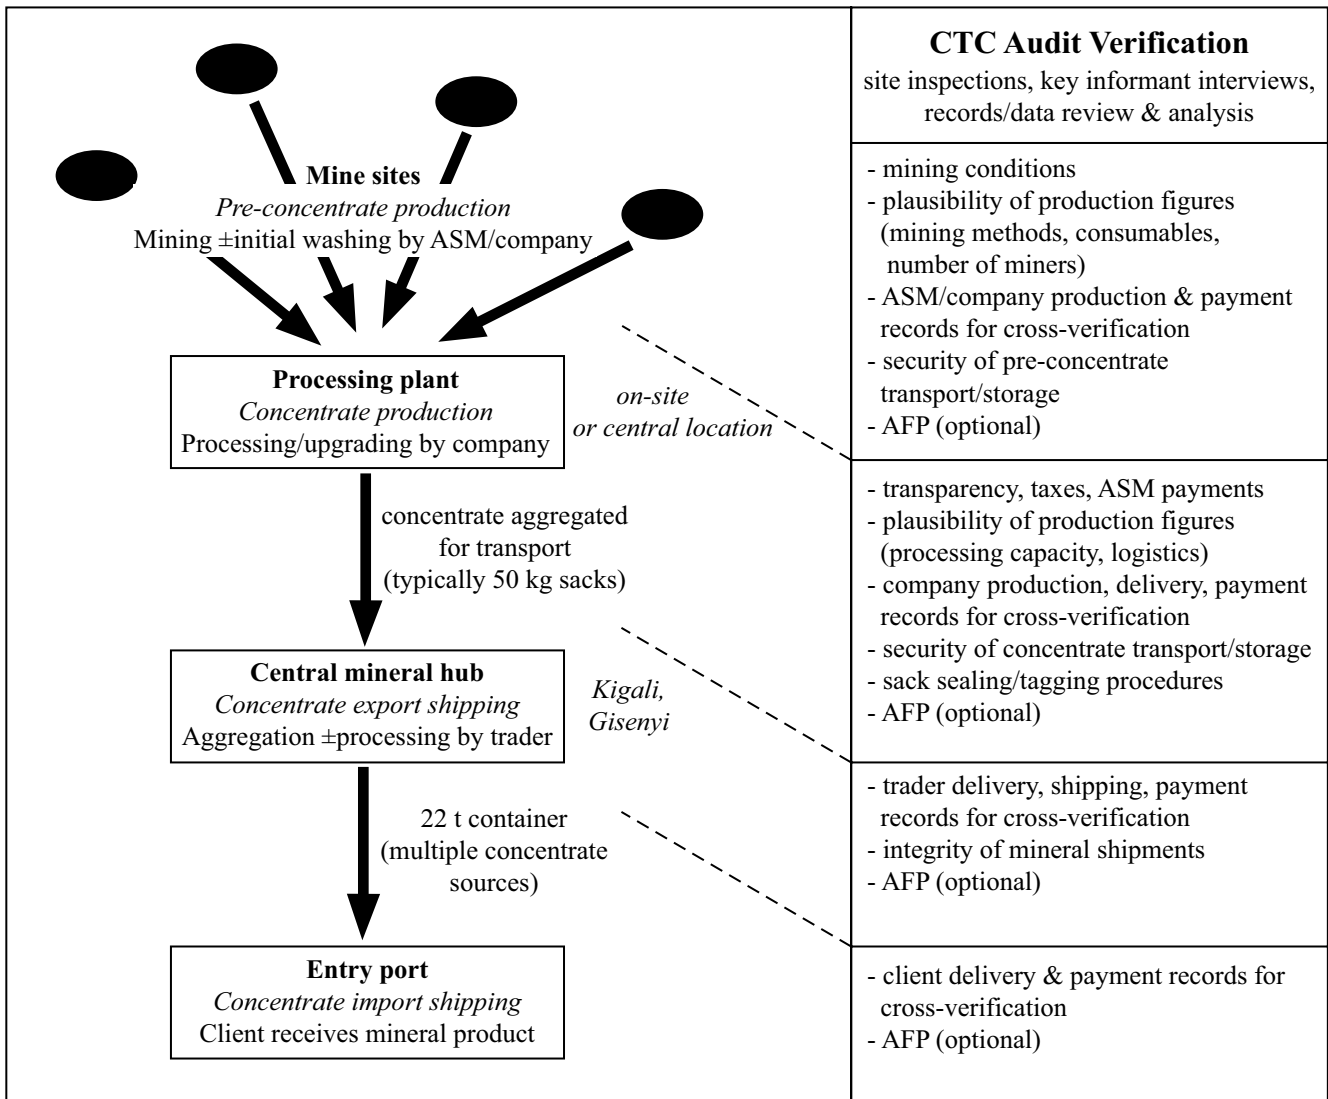 Mine sites
Pre-concentrate production
Mining ±initial washing by ASM/company
Processing plant
Concentrate production
Processing/upgrading by company
on-site
or central location
concentrate aggregated
for transport
(typically 50 kg sacks)
Central mineral hub
Concentrate export shipping
Aggregation ±processing by trader
Kigali,
Gisenyi
22 t container
(multiple concentrate
sources)
Entry port
Concentrate import shipping
Client receives mineral product
CTC Audit Verification
site inspections, key informant interviews,
records/data review & analysis
- mining conditions
- plausibility of production figures
(mining methods, consumables,
number of miners)
- ASM/company production & payment
records for cross-verification
- security of pre-concentrate
transport/storage
- AFP (optional)
- transparency, taxes, ASM payments
- plausibility of production figures
(processing capacity, logistics)
- company production, delivery, payment
records for cross-verification
- security of concentrate transport/storage
- sack sealing/tagging procedures
- AFP (optional)
- trader delivery, shipping, payment
records for cross-verification
- integrity of mineral shipments
- AFP (optional)
- client delivery & payment records for
cross-verification
- AFP (optional)